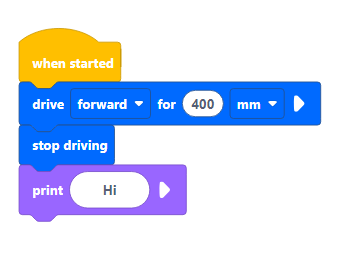 when started
drive forward for 400 mm
stop driving
print Hi